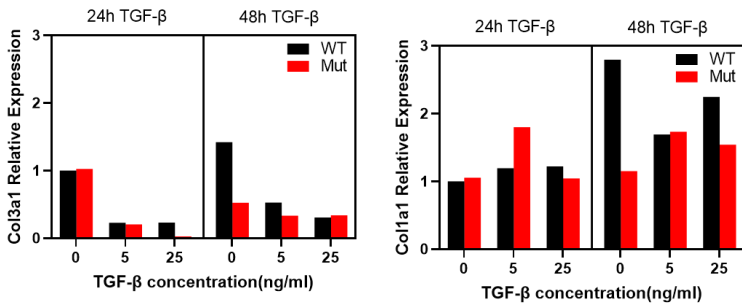 24h TGF-β 48h TGF-β
Col3a1 Relative Expression
3
2
1
0
WT
Mut
0 5 25 0 5 25
TGF-β concentration(ng/ml)
24h TGF-β 48h TGF-β
Col1a1 Relative Expression
3
2
1
0
WT
Mut
0 5 25 0 5 25
TGF-β concentration(ng/ml)